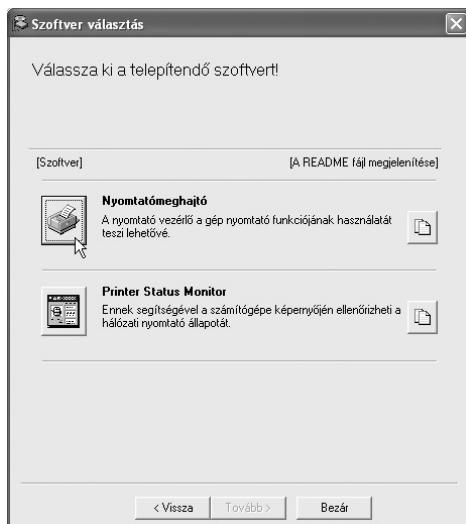 Szoftver választás
Válassza ki a telepítendő szoftvert!
[Szoftver] [A README fájl megjelenítése]
Nyomtatómeghajtó
A nyomtató vezérlő a gép nyomtató funkciójának használatát
teszi lehetővé.
Printer Status Monitor
Ennek segítségével a számítógépe képernyőjén ellenőrizheti a
hálózati nyomtató állapotát.
< Vissza Tovább > Bezár